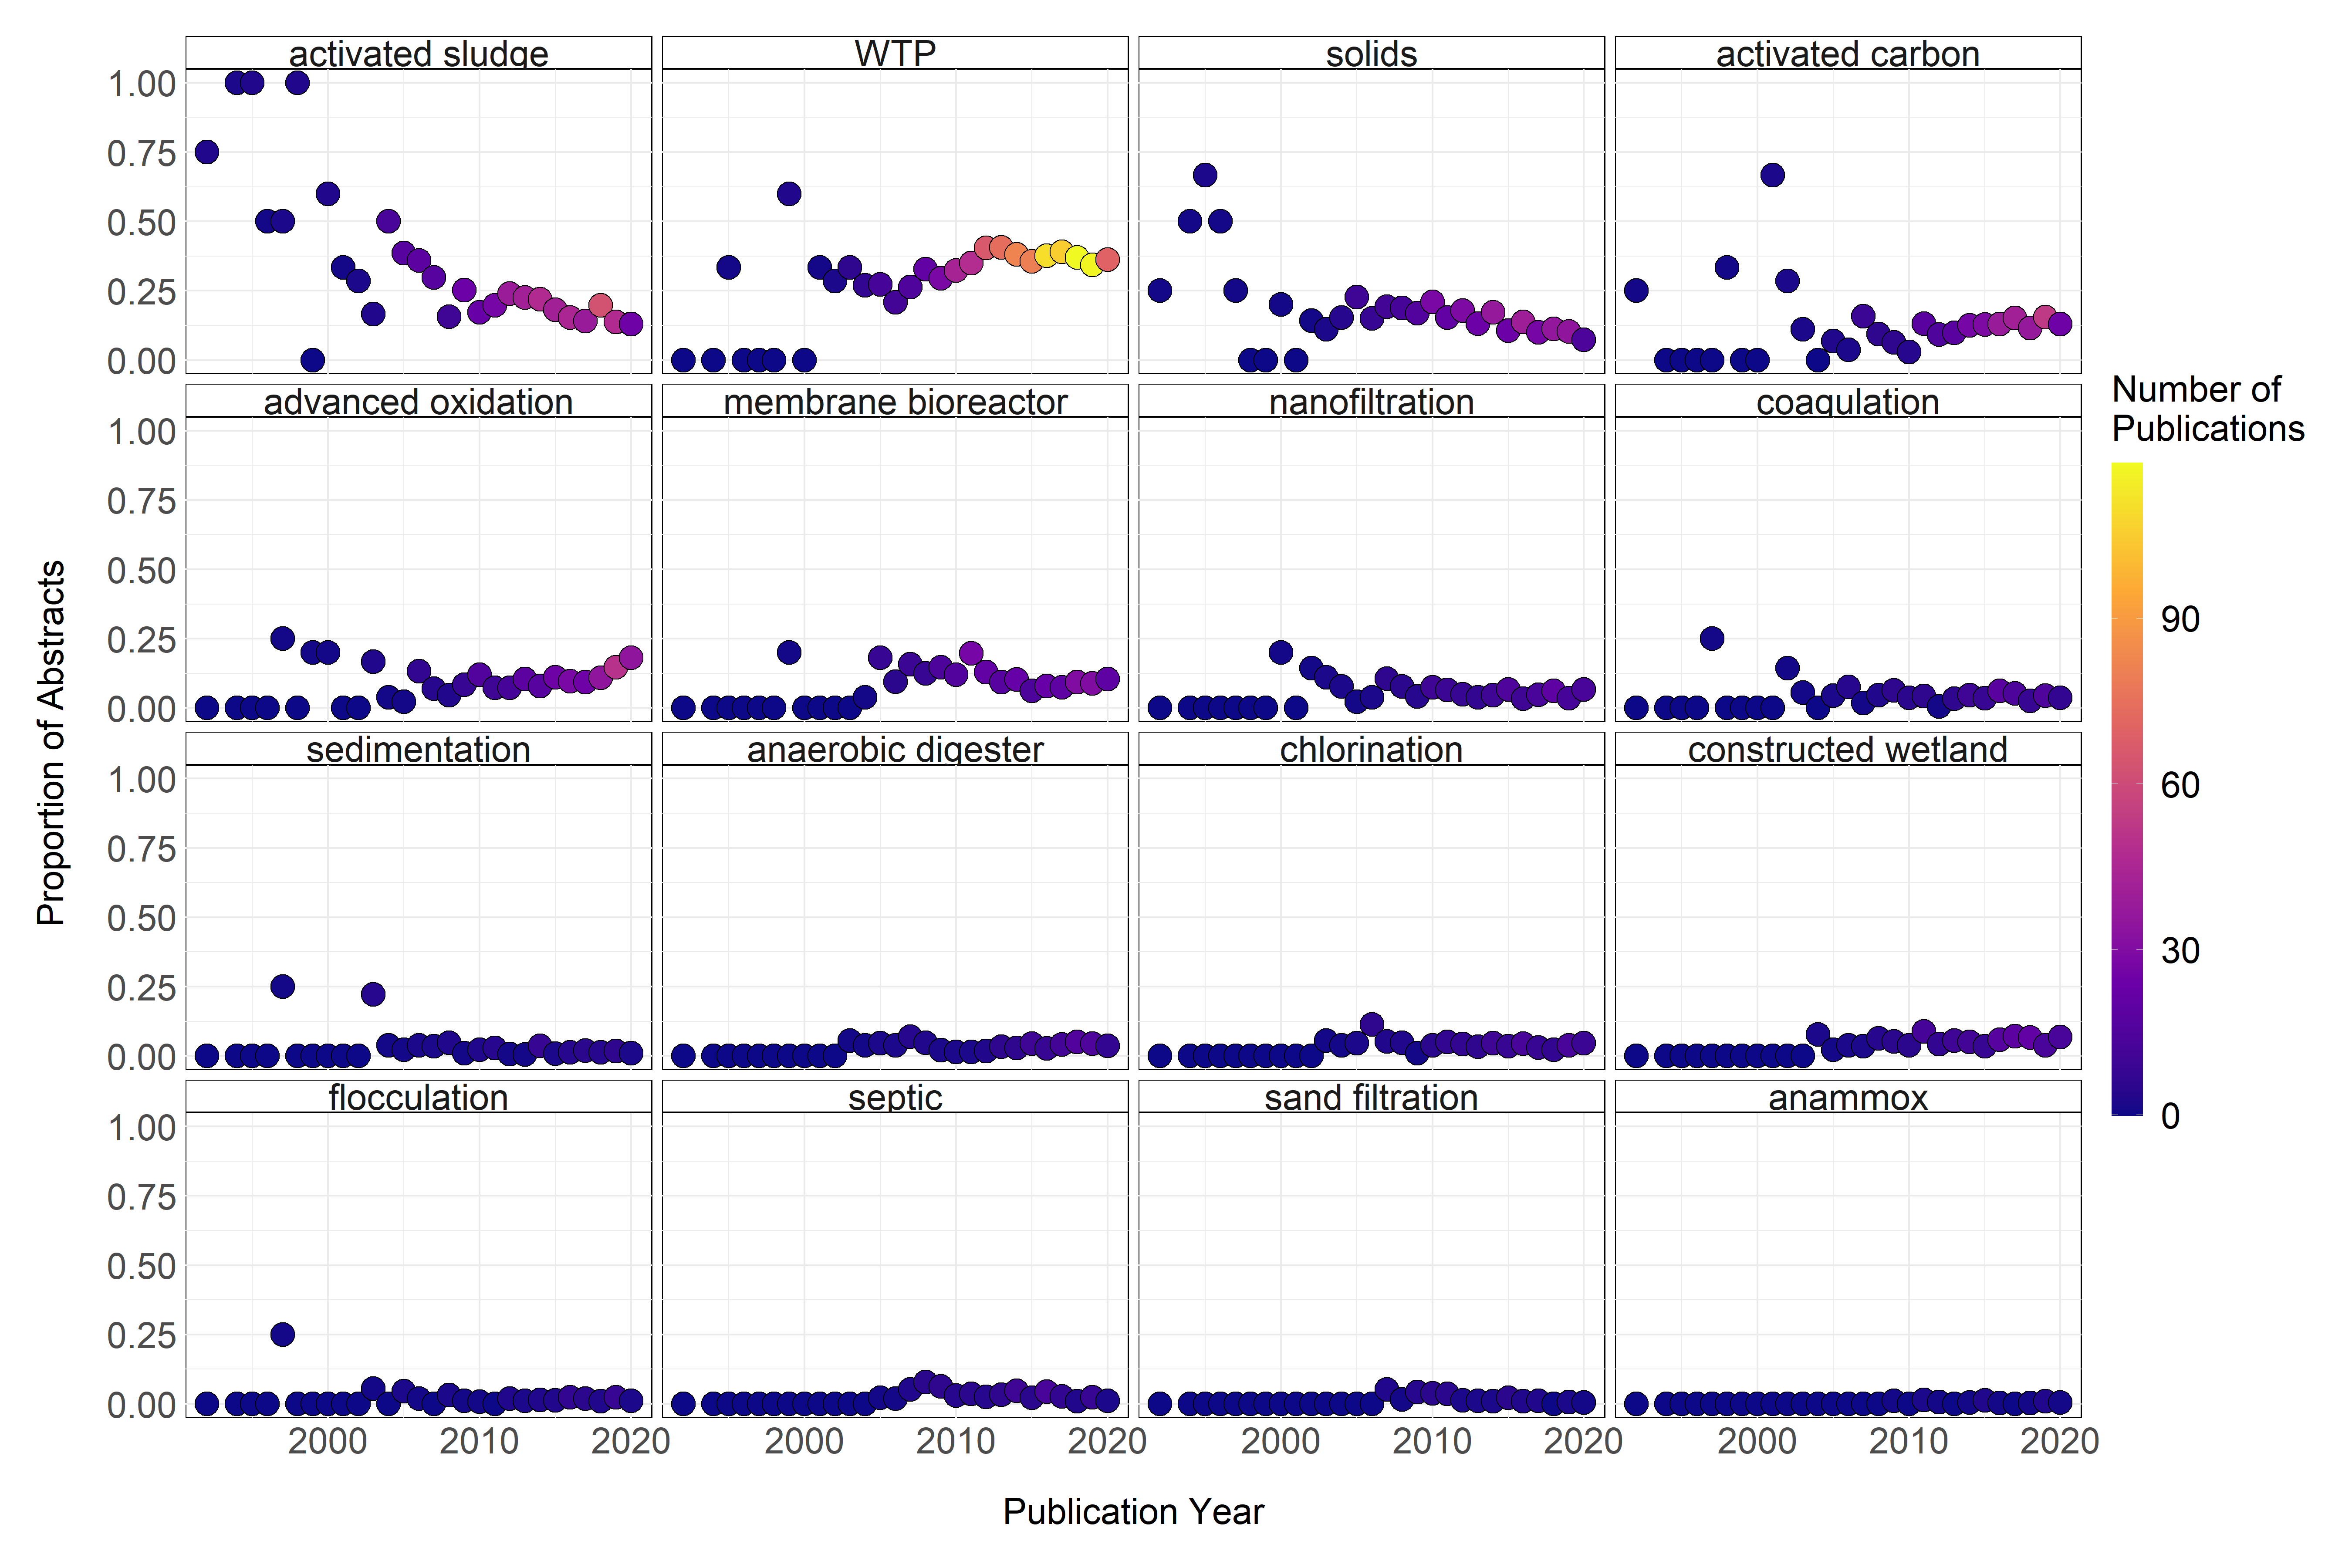 activated sludge WTP solids activated carbon
1.00
0.75
0.50
0.25
0.00
advanced oxidation membrane bioreactor nanofiltration coagulation
1.00
0.75
0.50
0.25
0.00
sedimentation anaerobic digester chlorination constructed wetland
1.00
0.75
0.50
0.25
0.00
flocculation septic sand filtration anammox
1.00
0.75
0.50
0.25
0.00
2000 2010 2020 2000 2010 2020 2000 2010 2020 2000 2010 2020
Publication Year
Proportion of Abstracts
Number of
Publications
90
60
30
0